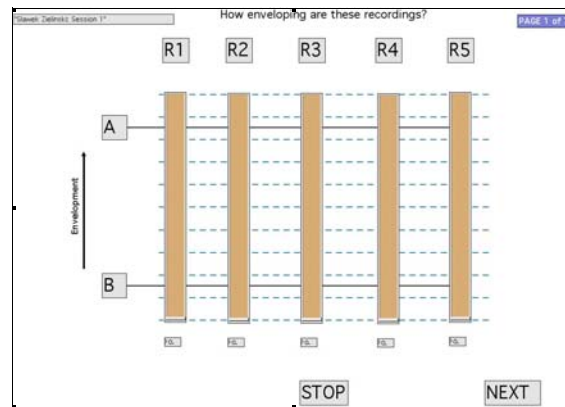 How enveloping are these recordings?
"Slawek Zielinski: Session 1"
PAGE 1 of
R1 R2 R3 R4 R5
A
Envelopment
B
STOP NEXT